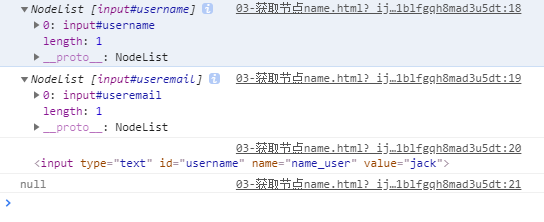 NodeList [input#username] i 03-获取节点name.html?_ij…1blfgqh8mad3u5dt:18
0: input#username
length: 1
__proto__: NodeList
NodeList [input#useremail] i 03-获取节点name.html?_ij…1blfgqh8mad3u5dt:19
0: input#useremail
length: 1
__proto__: NodeList
03-获取节点name.html?_ij…1blfgqh8mad3u5dt:20
<input type="text" id="username" name="name_user" value="jack">
null 03-获取节点name.html?_ij…1blfgqh8mad3u5dt:21